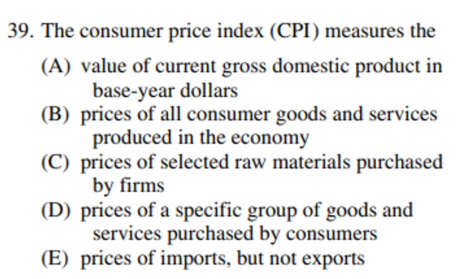 39. The consumer price index (CPI) measures the
(A) value of current gross domestic product in
base-year dollars
(B) prices of all consumer goods and services
produced in the economy
(C) prices of selected raw materials purchased
by firms
(D) prices of a specific group of goods and
services purchased by consumers
(E) prices of imports, but not exports